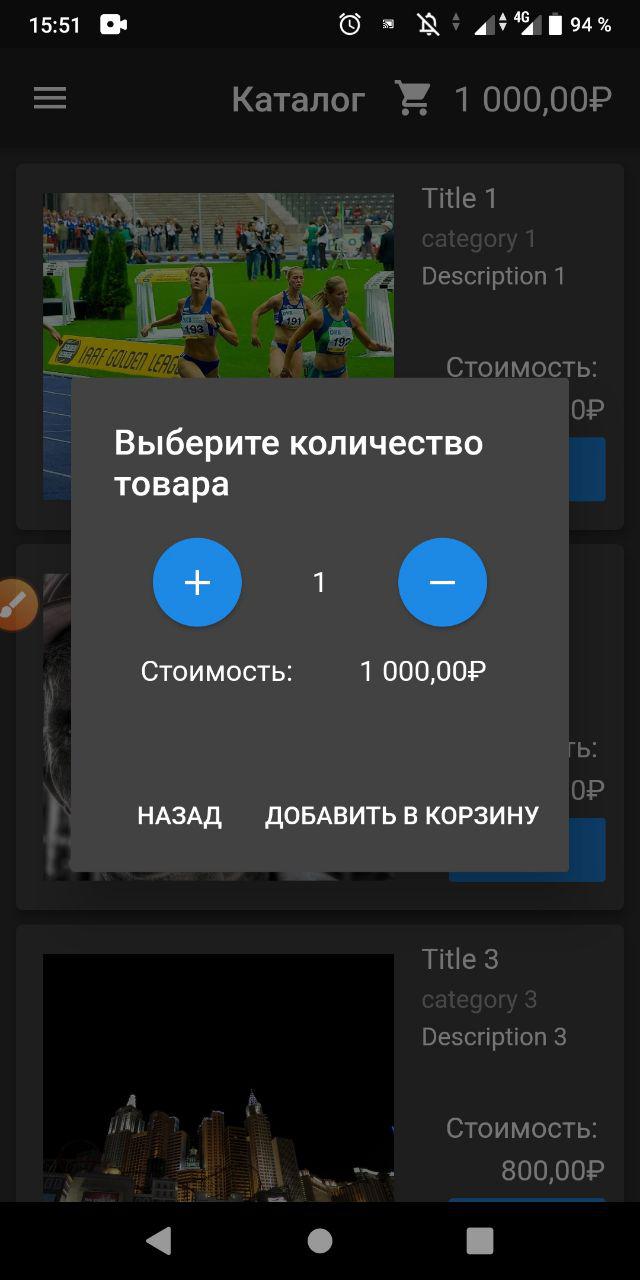 15:51
4G
94 %
Каталог
1 000,00₽
Title 1
category 1
Description 1
193
191
192
IAAF GOLDEN LEAG
Стоимость:
0₽
Выберите количество
товара
+ 1 −
Стоимость: 1 000,00₽
ть:
0₽
НАЗАД ДОБАВИТЬ В КОРЗИНУ
Title 3
category 3
Description 3
Стоимость:
800,00₽